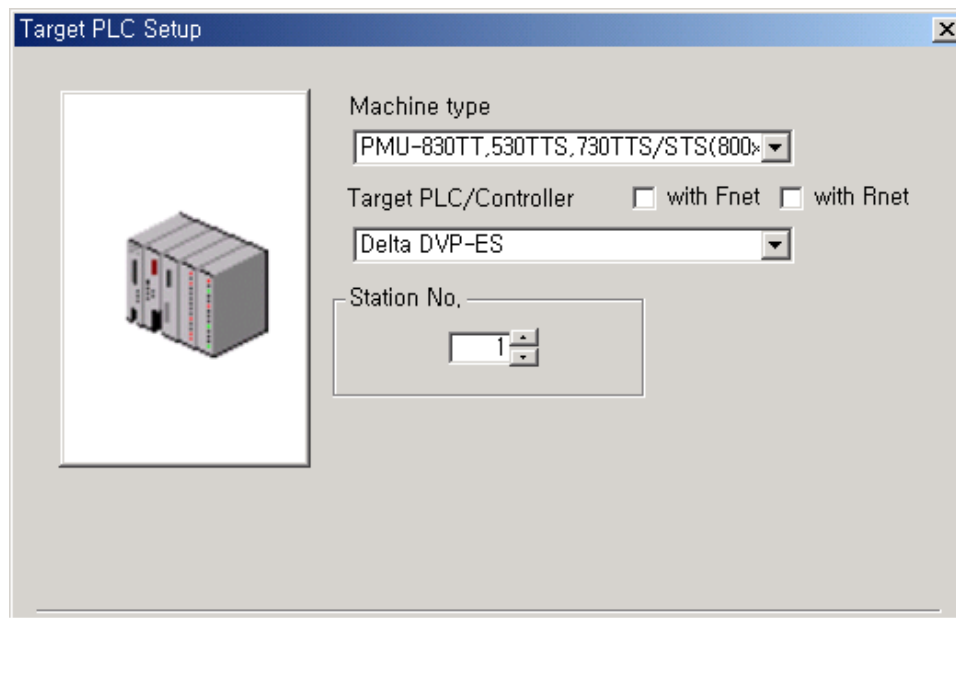 Target PLC Setup
Machine type
PMU-830TT,530TTS,730TTS/STS(800x
Target PLC/Controller with Fnet with Rnet
Delta DVP-ES
Station No.
1